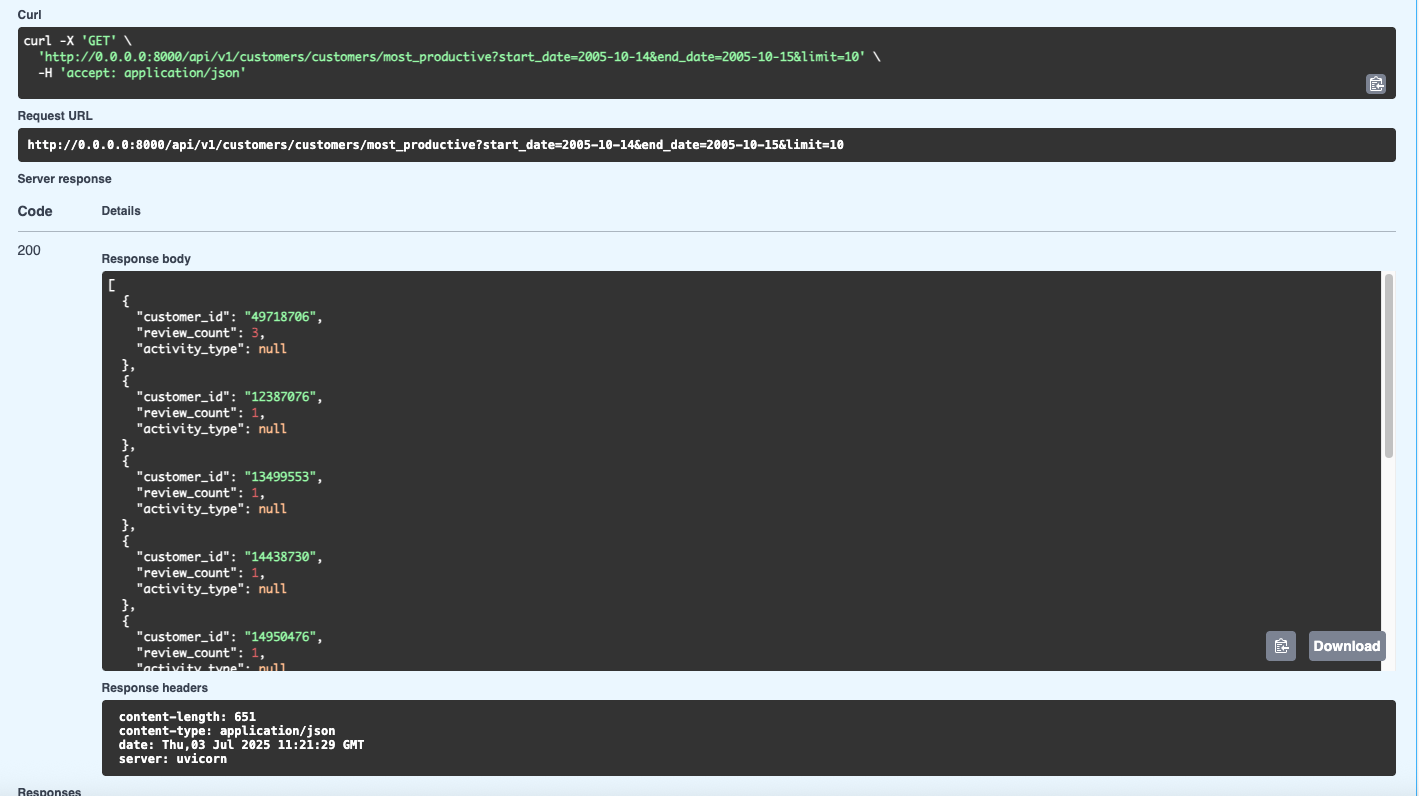 Curl
curl -X 'GET' \
  'http://0.0.0.0:8000/api/v1/customers/customers/most_productive?start_date=2005-10-14&end_date=2005-10-15&limit=10' \
  -H 'accept: application/json'
Request URL
http://0.0.0.0:8000/api/v1/customers/customers/most_productive?start_date=2005-10-14&end_date=2005-10-15&limit=10
Server response
Code Details
200
Response body
[
  {
    "customer_id": "49718706",
    "review_count": 3,
    "activity_type": null
  },
  {
    "customer_id": "12387076",
    "review_count": 1,
    "activity_type": null
  },
  {
    "customer_id": "13499553",
    "review_count": 1,
    "activity_type": null
  },
  {
    "customer_id": "14438730",
    "review_count": 1,
    "activity_type": null
  },
  {
    "customer_id": "14950476",
    "review_count": 1,
    "activity_type": null
Download
Response headers
content-length: 651
content-type: application/json
date: Thu,03 Jul 2025 11:21:29 GMT
server: uvicorn
Responses